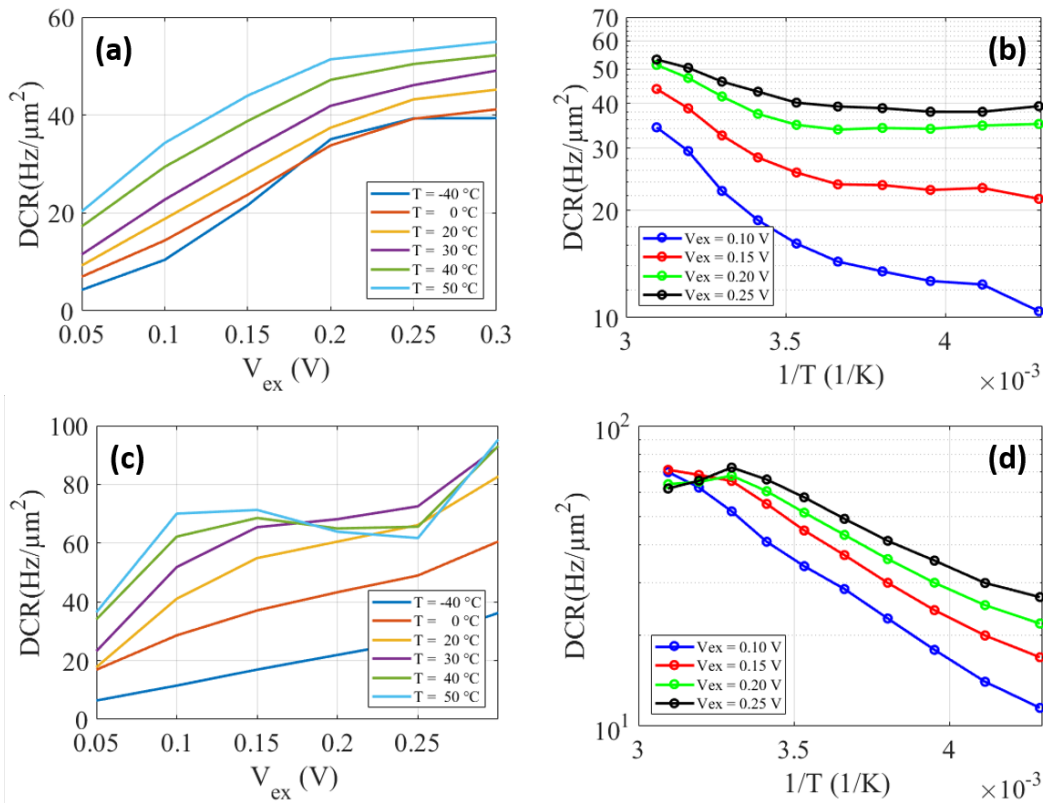 (a)
DCR(Hz/μm²)
60
40
20
0
0.05 0.1 0.15 0.2 0.25 0.3
V_ex (V)
T = -40 °C
T = 0 °C
T = 20 °C
T = 30 °C
T = 40 °C
T = 50 °C
(b)
DCR(Hz/μm²)
70
60
50
40
30
20
10
3 3.5 4
1/T (1/K) ×10⁻³
Vex = 0.10 V
Vex = 0.15 V
Vex = 0.20 V
Vex = 0.25 V
(c)
DCR(Hz/μm²)
100
80
60
40
20
0
0.05 0.1 0.15 0.2 0.25
V_ex (V)
T = -40 °C
T = 0 °C
T = 20 °C
T = 30 °C
T = 40 °C
T = 50 °C
(d)
DCR(Hz/μm²)
10²
10¹
3 3.5 4
1/T (1/K) ×10⁻³
Vex = 0.10 V
Vex = 0.15 V
Vex = 0.20 V
Vex = 0.25 V